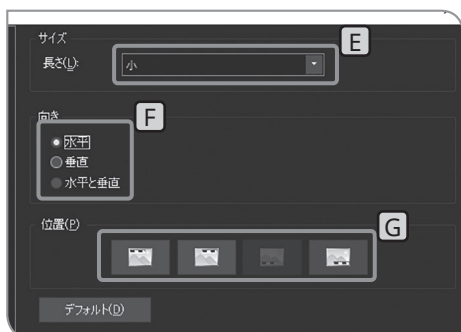 サイズ
E
長さ(L):
小
向き
F
水平
垂直
水平と垂直
位置(P)
G
デフォルト(D)